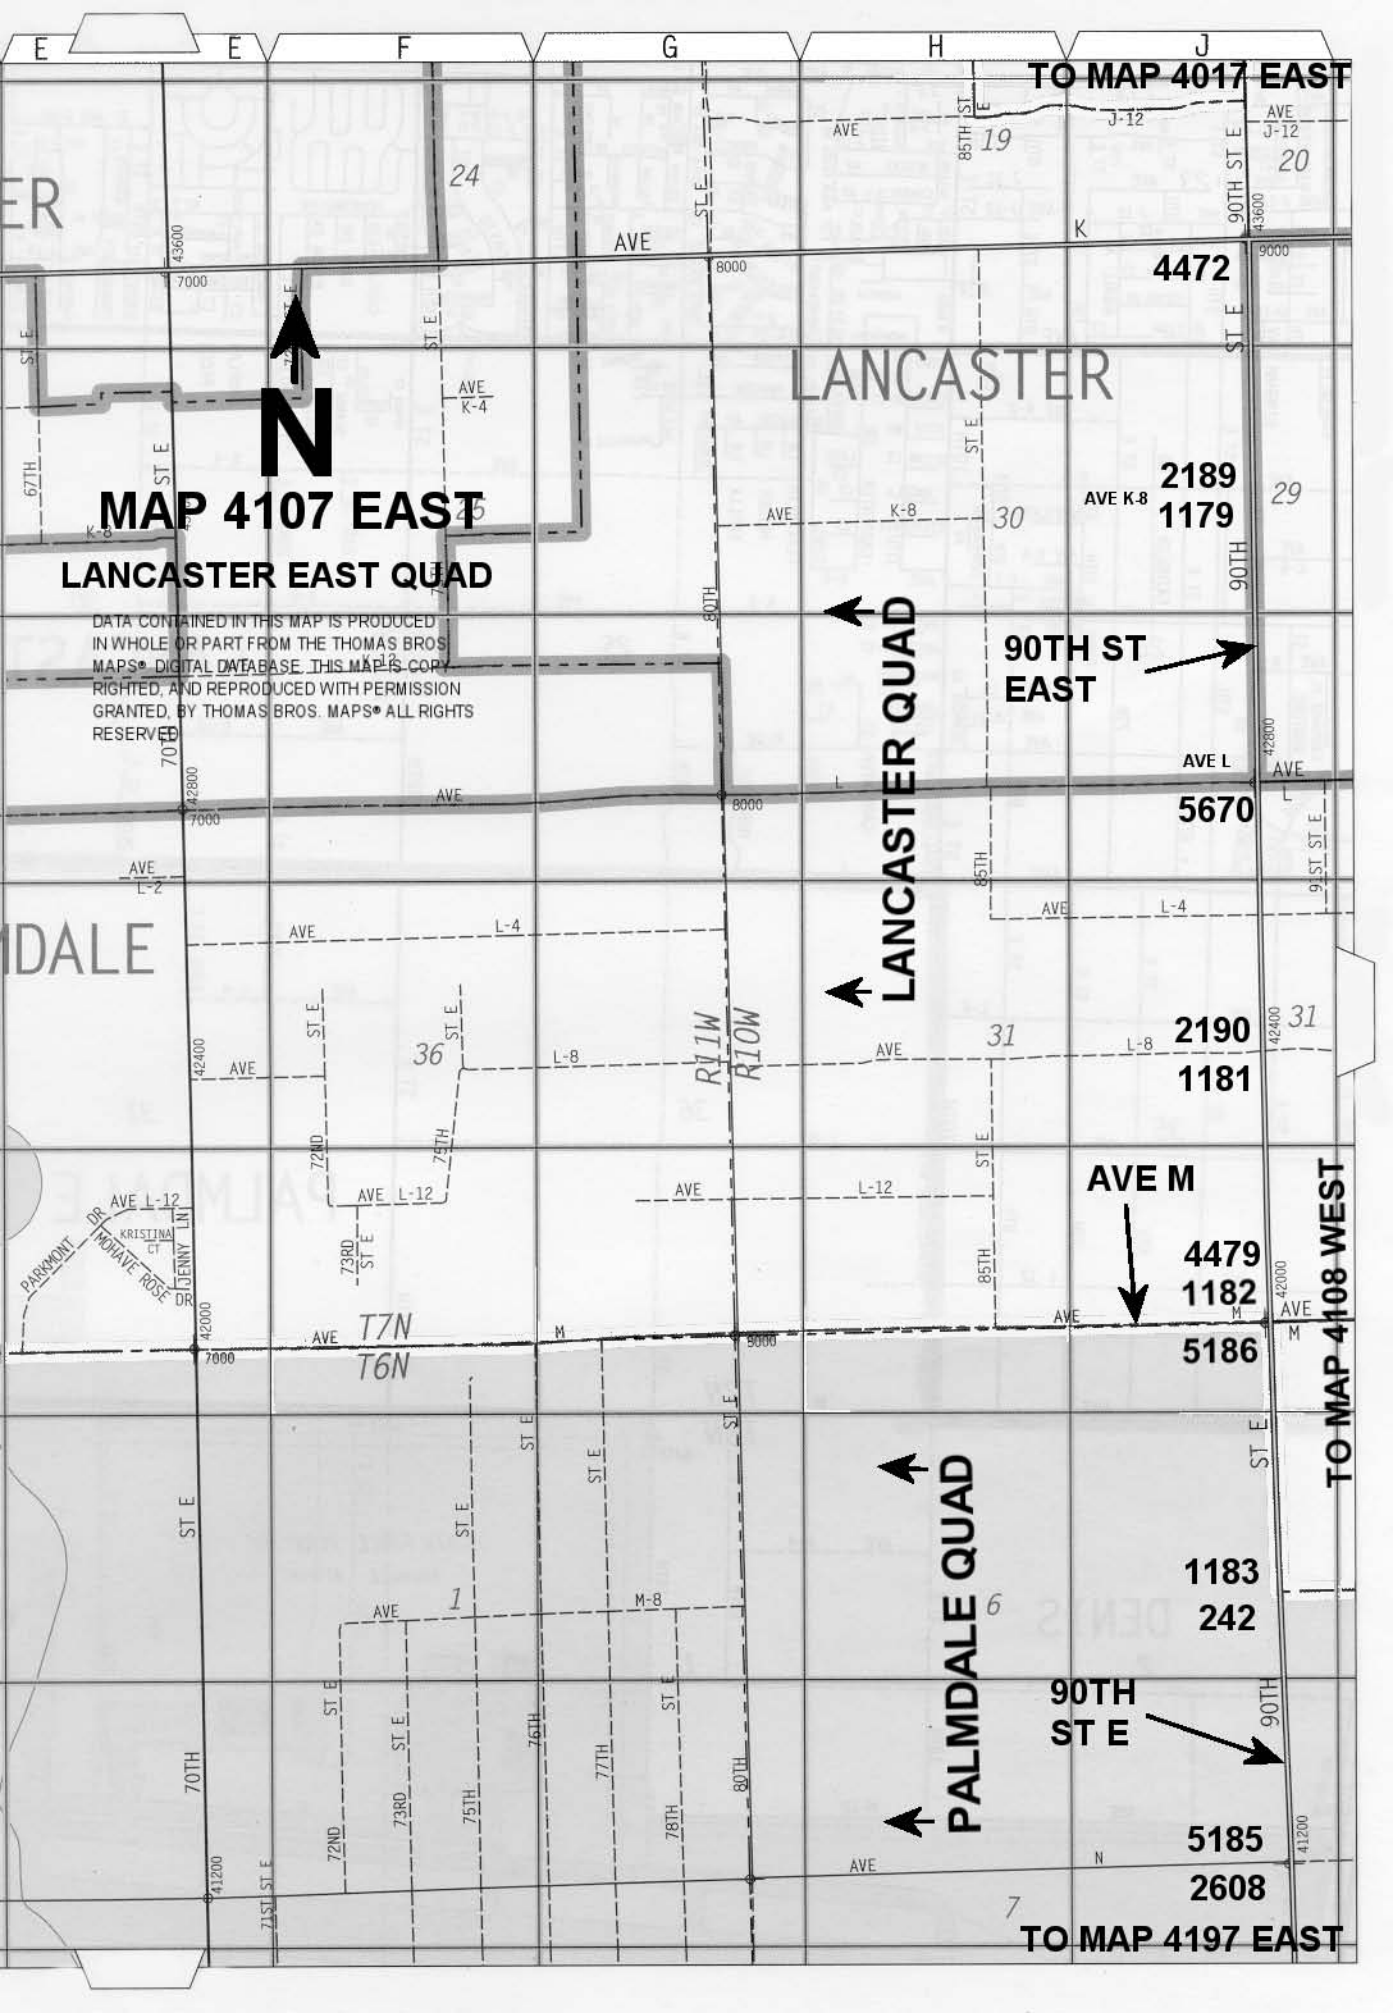 E
E
F
G
H
J
TO MAP 4017 EAST
AVE
J-12
AVE
J-12
85TH ST
E
19
90TH ST E
20
24
ER
ST E
43600
43600
AVE
K
7000
8000
9000
4472
ST E
ST E
ST E
LANCASTER
AVE
K-4
ST E
ST E
67TH
N
MAP 4107 EAST
25
2189
AVE K-8
1179
29
K-8
AVE
K-8
30
90TH
LANCASTER EAST QUAD
80TH
DATA CONTAINED IN THIS MAP IS PRODUCED
IN WHOLE OR PART FROM THE THOMAS BROS
MAPS® DIGITAL DATABASE. THIS MAP IS COPY-
RIGHTED, AND REPRODUCED WITH PERMISSION
GRANTED, BY THOMAS BROS. MAPS® ALL RIGHTS
RESERVED
K-12
70TH
LANCASTER QUAD
90TH ST
EAST
42800
42800
AVE L
AVE
L
AVE
L
7000
8000
5670
AVE
L-2
85TH
91ST ST E
AVE
L-4
AVE
L-4
MDALE
ST E
ST E
36
R11W
R10W
31
2190
42400
31
42400
AVE
L-8
AVE
L-8
1181
72ND
75TH
ST E
AVE L-12
AVE
L-12
AVE L-12
DR
KRISTINA
CT
JENNY LN
PARKMONT
MOHAVE ROSE
DR
73RD
ST E
85TH
AVE M
4479
1182
42000
42000
TO MAP 4108 WEST
AVE
M
AVE
M
AVE
M
T7N
T6N
7000
8000
5186
ST E
ST E
ST E
ST E
ST E
ST E
PALMDALE QUAD
1183
242
AVE
1
M-8
6
ST E
ST E
ST E
90TH
90TH
ST E
70TH
72ND
73RD
75TH
76TH
77TH
78TH
80TH
5185
41200
41200
71ST ST E
AVE
N
2608
7
TO MAP 4197 EAST